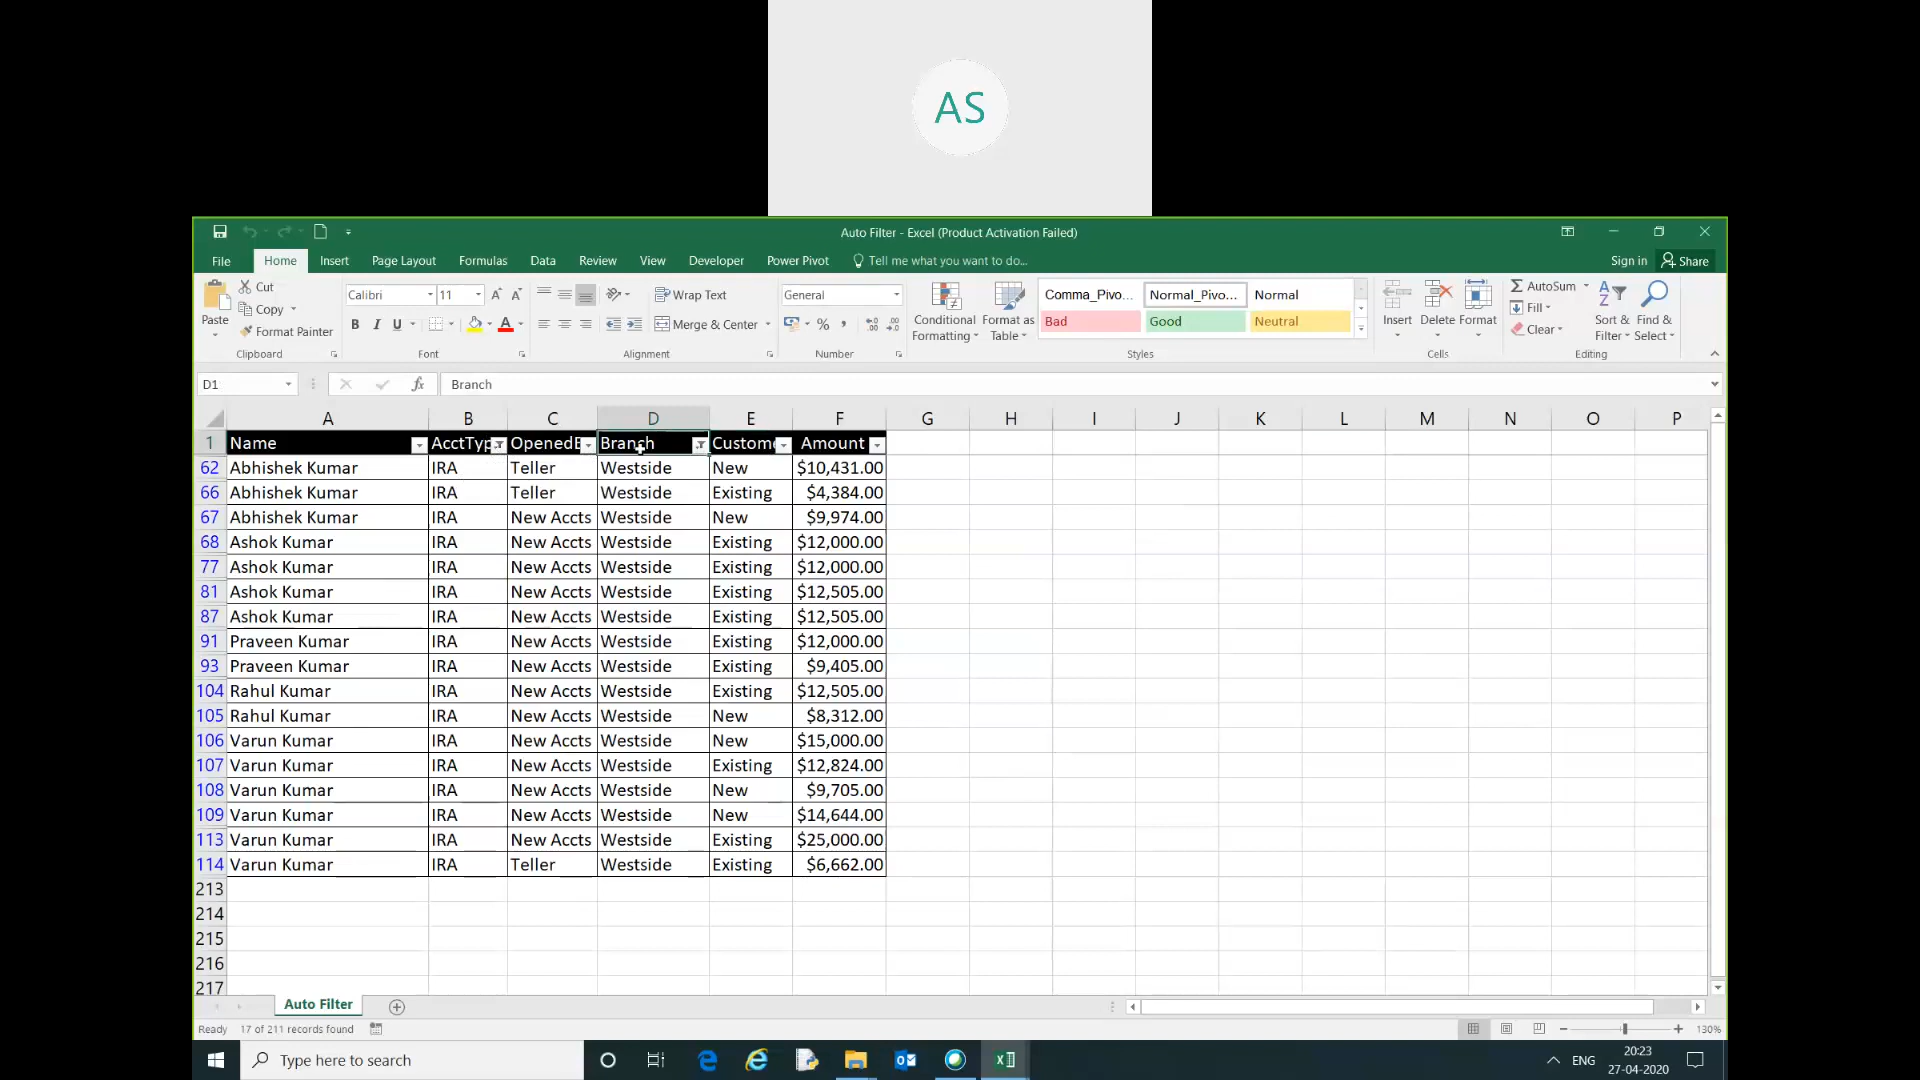 AS
Auto Filter - Excel (Product Activation Failed)
File Home Insert Page Layout Formulas Data Review View Developer Power Pivot Tell me what you want to do... Sign in Share
Paste Cut Copy Format Painter
Clipboard
Calibri 11
B I U
Font
Wrap Text
Merge & Center
Alignment
General
%
Number
Conditional Formatting
Format as Table
Comma_Pivo... Normal_Pivo... Normal
Bad Good Neutral
Styles
Insert Delete Format
Cells
AutoSum
Fill
Clear
Sort & Filter
Find & Select
Editing
D1 fx Branch
A B C D E F G H I J K L M N O P
1 Name AcctTyp OpenedB Branch Custome Amount
62 Abhishek Kumar IRA Teller Westside New $10,431.00
66 Abhishek Kumar IRA Teller Westside Existing $4,384.00
67 Abhishek Kumar IRA New Accts Westside New $9,974.00
68 Ashok Kumar IRA New Accts Westside Existing $12,000.00
77 Ashok Kumar IRA New Accts Westside Existing $12,000.00
81 Ashok Kumar IRA New Accts Westside Existing $12,505.00
87 Ashok Kumar IRA New Accts Westside Existing $12,505.00
91 Praveen Kumar IRA New Accts Westside Existing $12,000.00
93 Praveen Kumar IRA New Accts Westside Existing $9,405.00
104 Rahul Kumar IRA New Accts Westside Existing $12,505.00
105 Rahul Kumar IRA New Accts Westside New $8,312.00
106 Varun Kumar IRA New Accts Westside New $15,000.00
107 Varun Kumar IRA New Accts Westside Existing $12,824.00
108 Varun Kumar IRA New Accts Westside New $9,705.00
109 Varun Kumar IRA New Accts Westside New $14,644.00
113 Varun Kumar IRA New Accts Westside Existing $25,000.00
114 Varun Kumar IRA Teller Westside Existing $6,662.00
213
214
215
216
217
Auto Filter
Ready 17 of 211 records found 130%
Type here to search ENG 20:23
27-04-2020